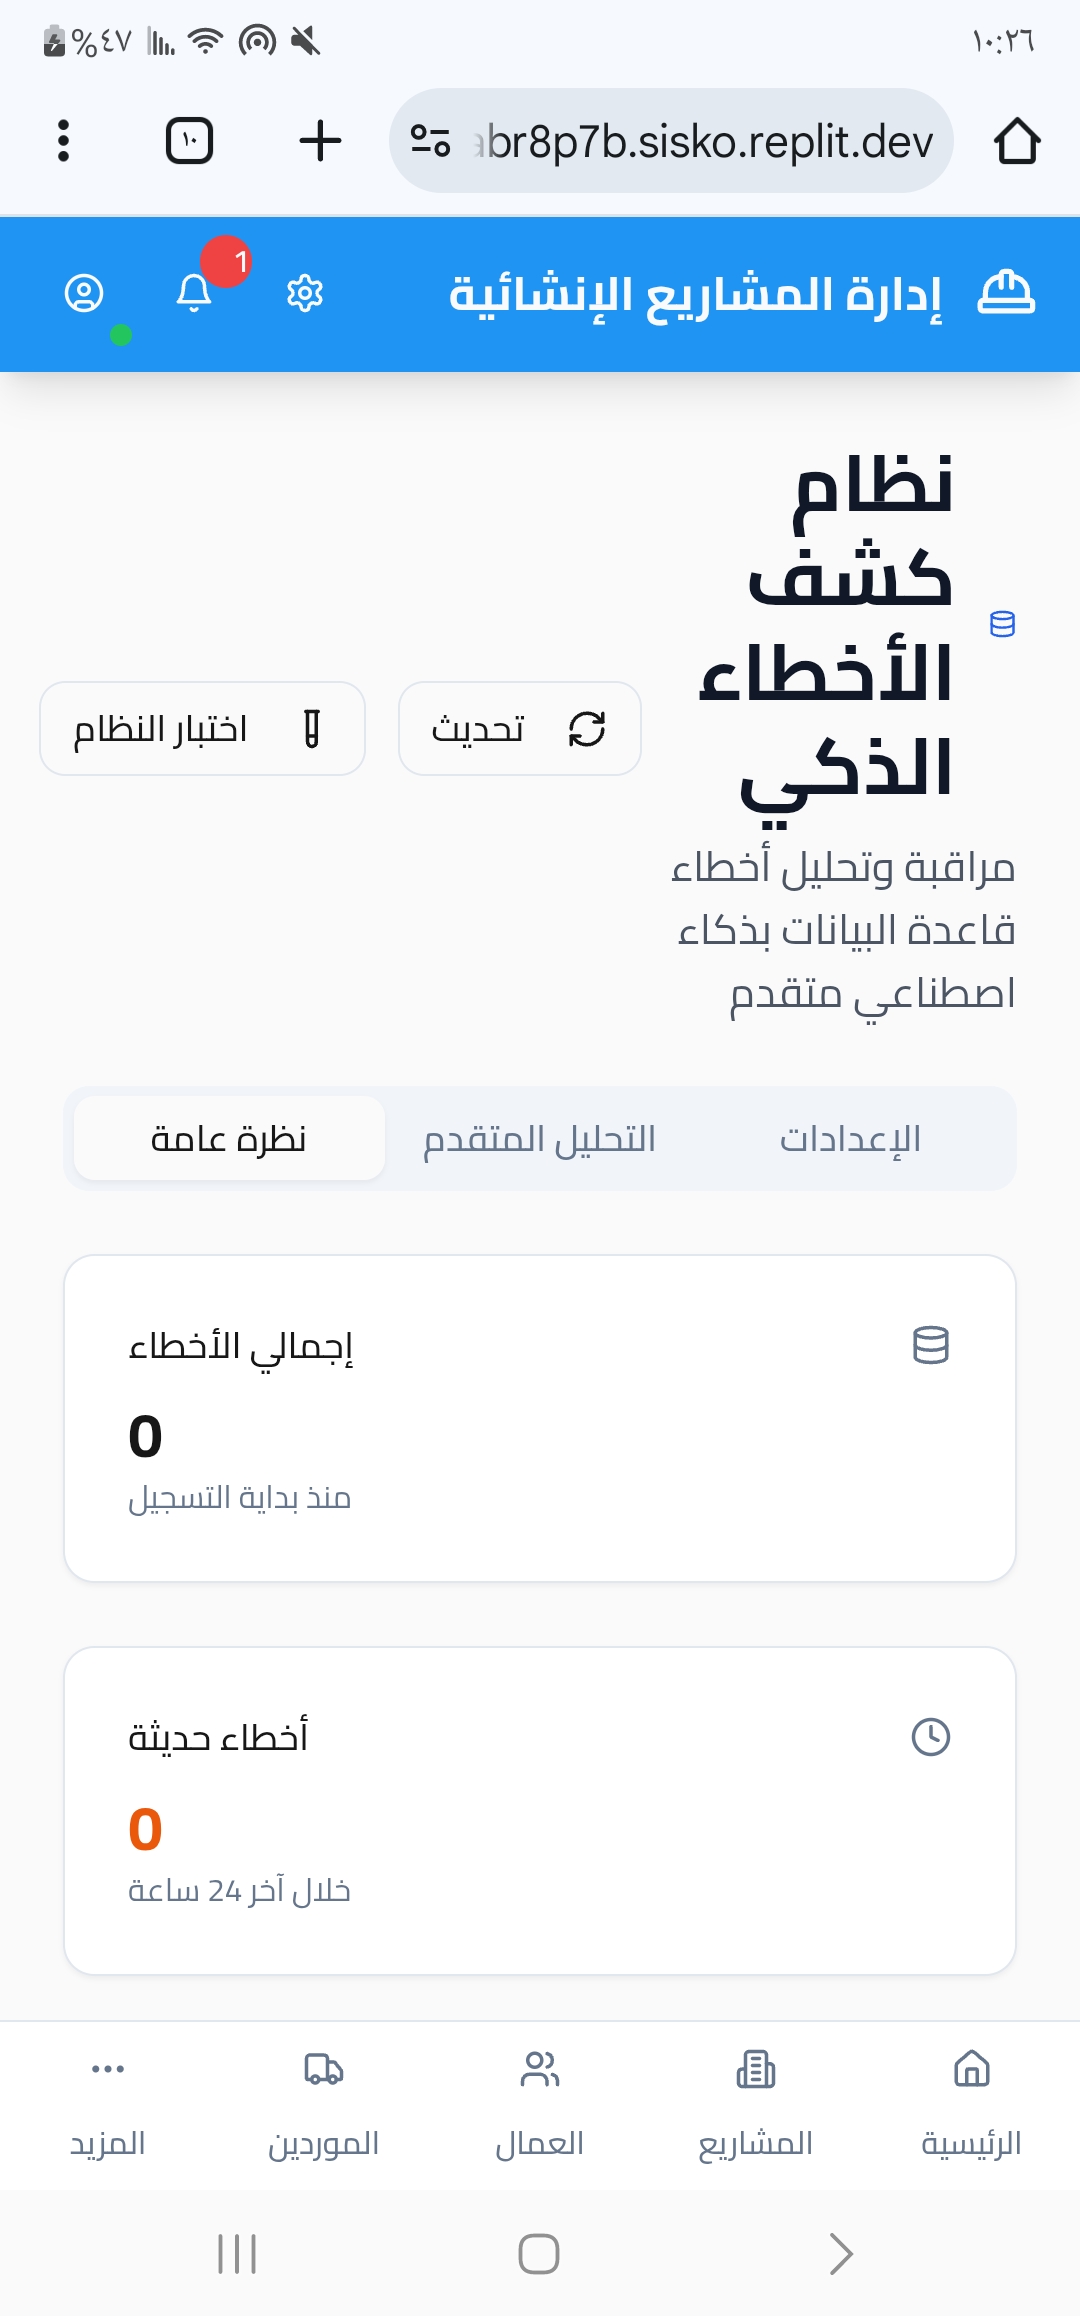 ١٠:٢٦
%٤٧
١٠
abr8p7b.sisko.replit.dev
إدارة المشاريع الإنشائية
1
نظام
كشف
الأخطاء
الذكي
تحديث
اختبار النظام
مراقبة وتحليل أخطاء
قاعدة البيانات بذكاء
اصطناعي متقدم
الإعدادات
التحليل المتقدم
نظرة عامة
إجمالي الأخطاء
0
منذ بداية التسجيل
أخطاء حديثة
0
خلال آخر 24 ساعة
الرئيسية
المشاريع
العمال
الموردين
المزيد